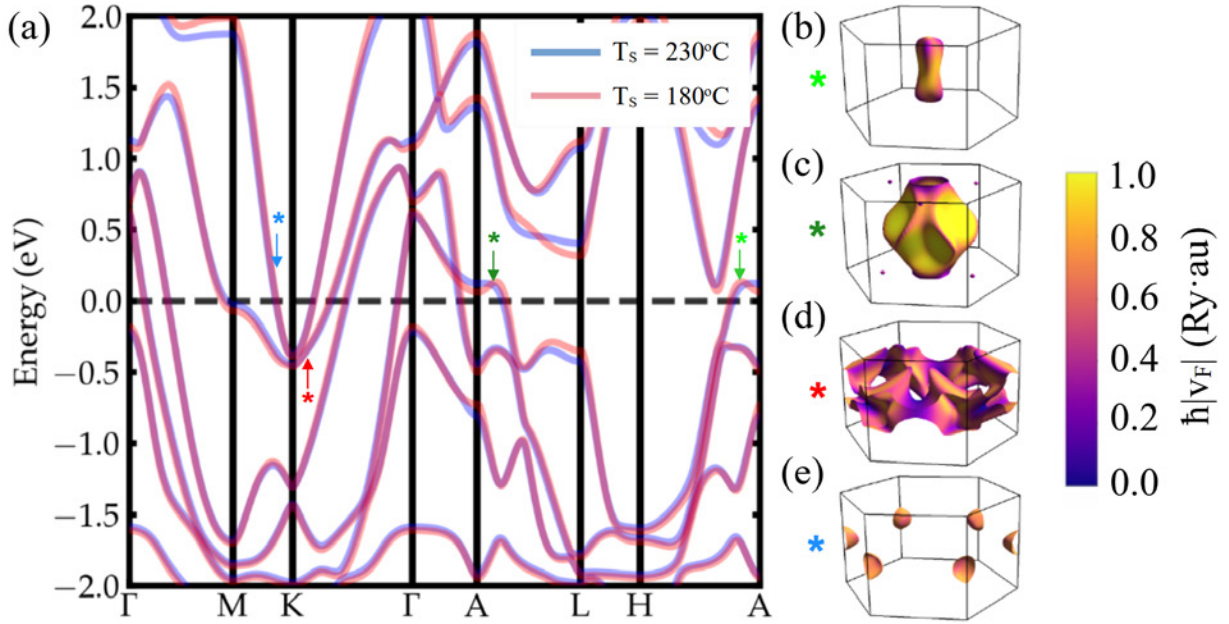 (a)
2.0
1.5
1.0
0.5
0.0
−0.5
−1.0
−1.5
−2.0
Energy (eV)
T_S = 230°C
T_S = 180°C
*
*
*
*
Γ M K Γ A L H A
(b)
*
(c)
*
(d)
*
(e)
*
1.0
0.8
0.6
0.4
0.2
0.0
ħ|v_F| (Ry·au)